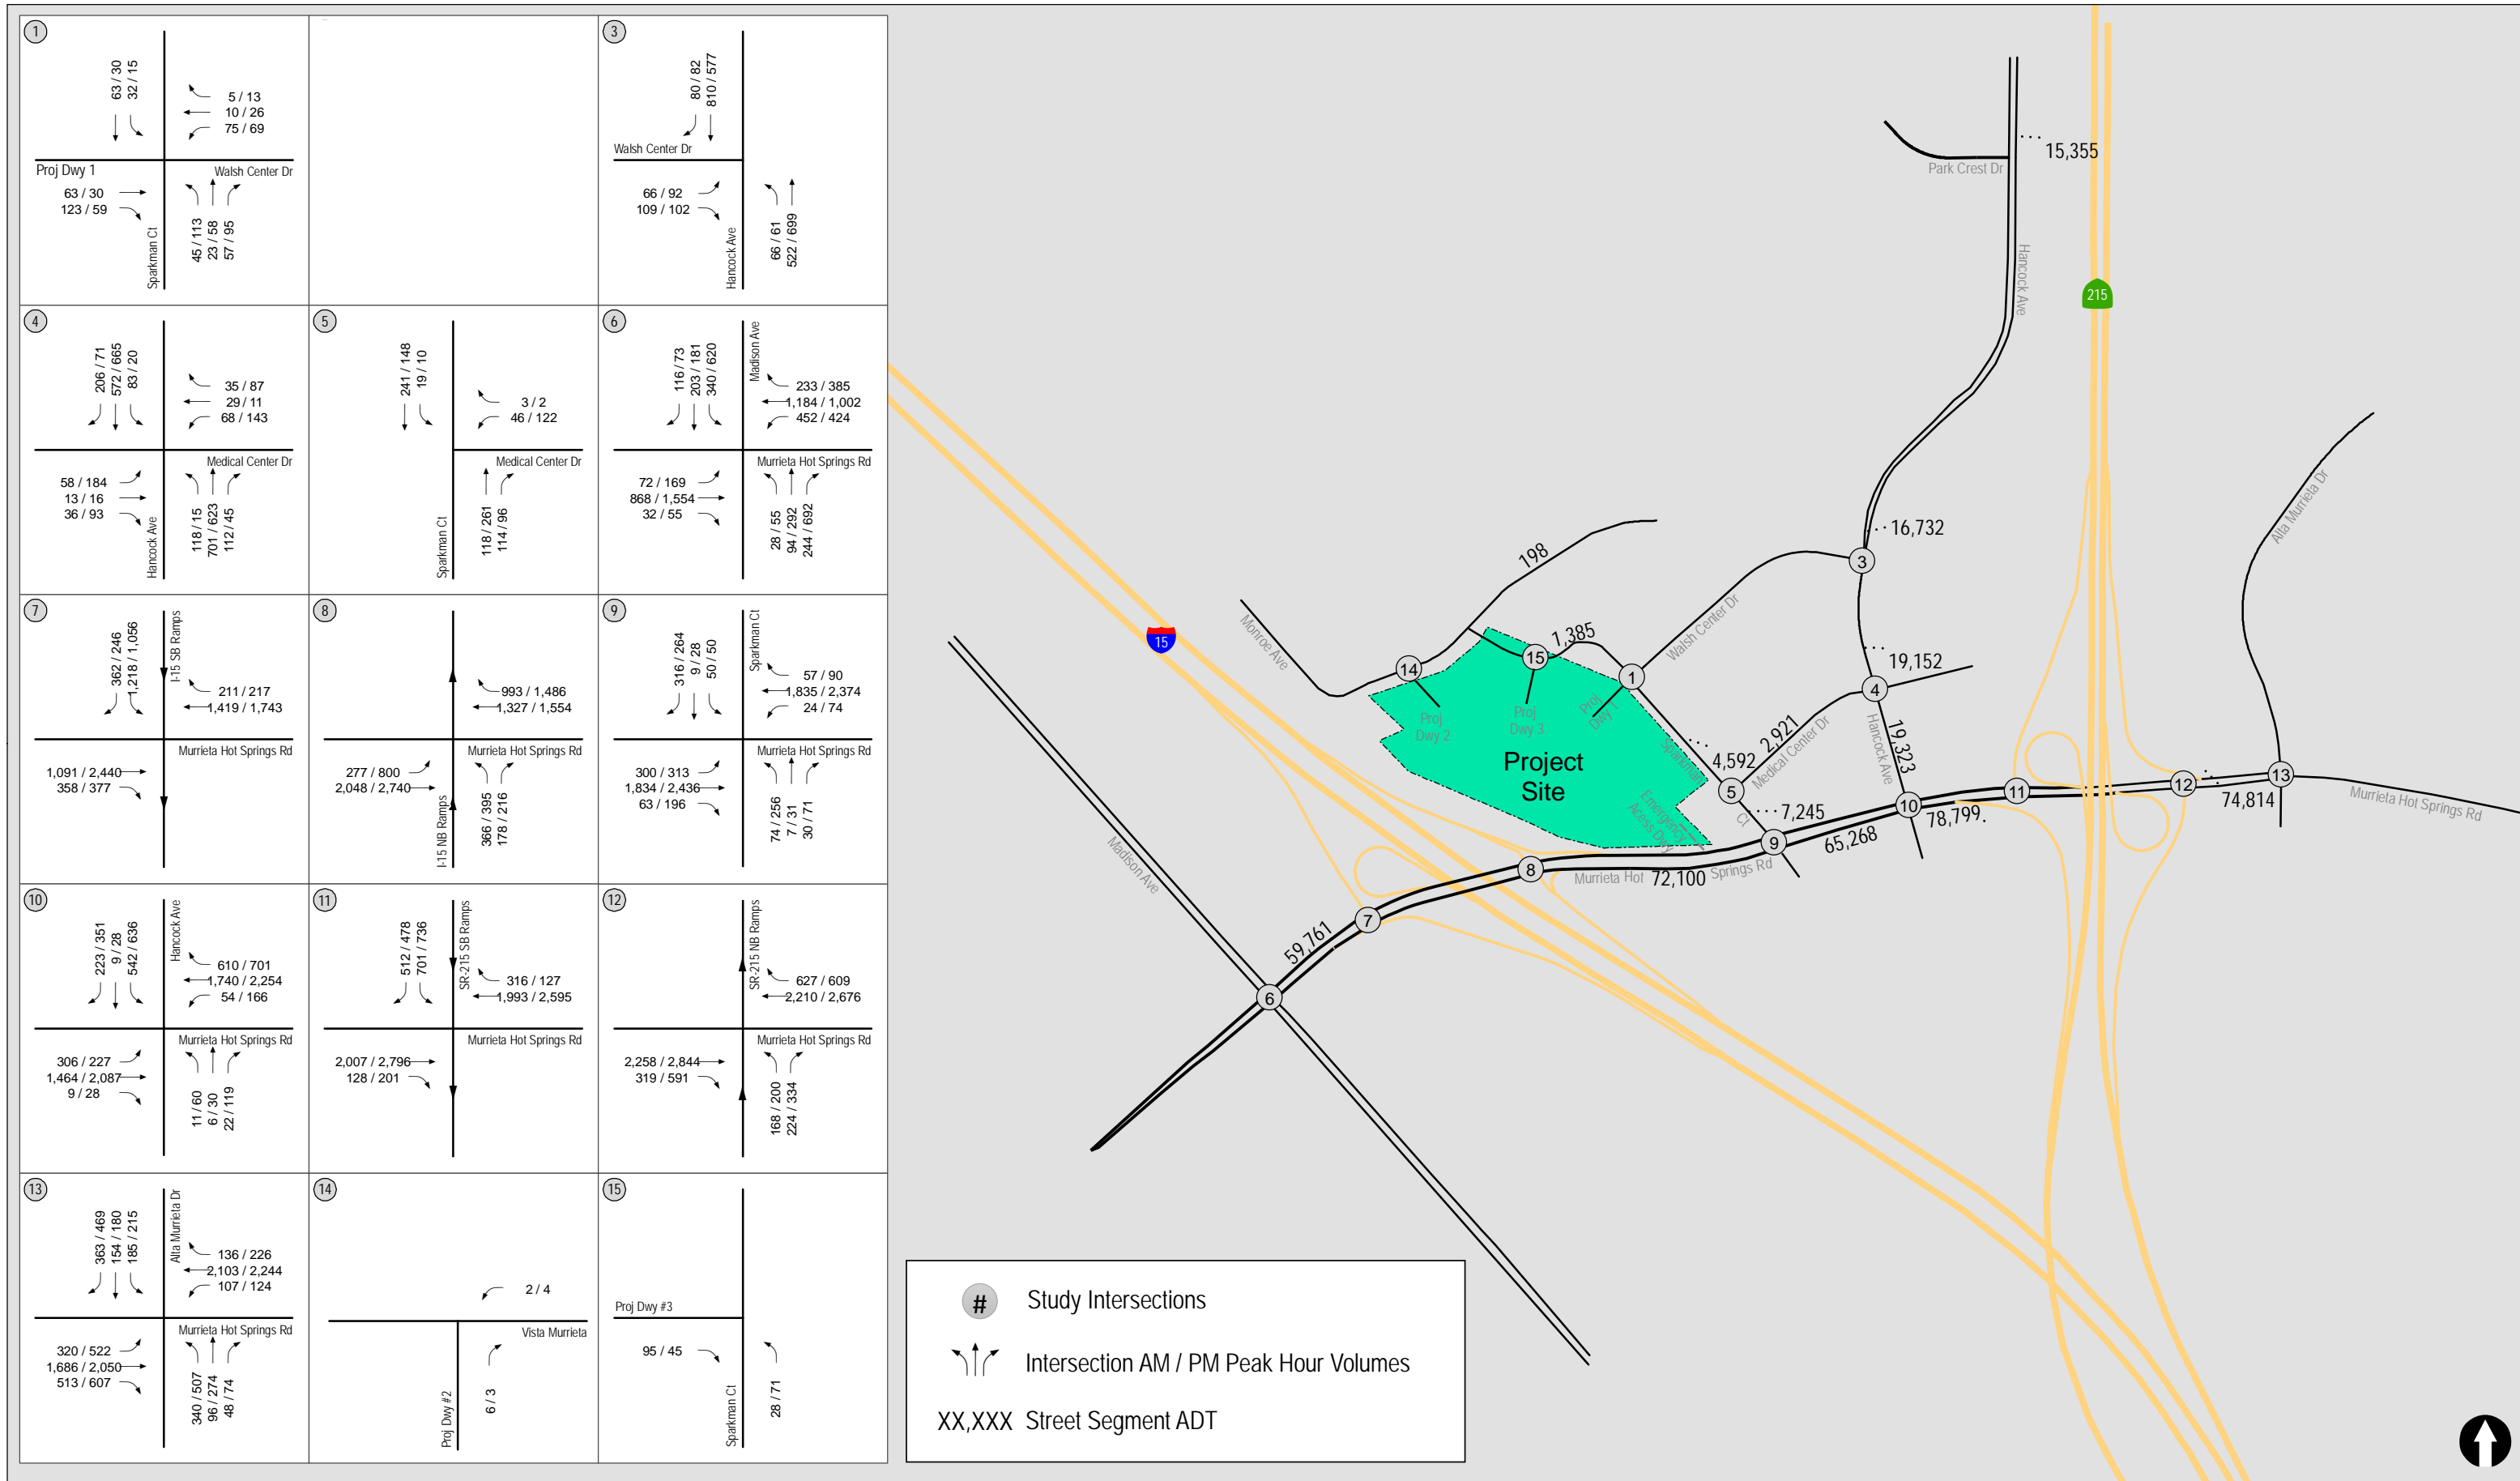 1
63 / 30
32 / 15
5 / 13
10 / 26
75 / 69
Proj Dwy 1
Walsh Center Dr
63 / 30
123 / 59
Sparkman Ct
45 / 113
23 / 58
57 / 95
3
80 / 82
810 / 577
Walsh Center Dr
66 / 92
109 / 102
Hancock Ave
66 / 61
522 / 699
4
206 / 71
572 / 665
83 / 20
35 / 87
29 / 11
68 / 143
Medical Center Dr
58 / 184
13 / 16
36 / 93
Hancock Ave
118 / 15
701 / 623
112 / 45
5
241 / 148
19 / 10
3 / 2
46 / 122
Medical Center Dr
Sparkman Ct
118 / 261
114 / 96
6
116 / 73
203 / 181
340 / 620
Madison Ave
233 / 385
1,184 / 1,002
452 / 424
Murrieta Hot Springs Rd
72 / 169
868 / 1,554
32 / 55
28 / 55
94 / 292
244 / 692
7
362 / 246
1,218 / 1,056
I-15 SB Ramps
211 / 217
1,419 / 1,743
Murrieta Hot Springs Rd
1,091 / 2,440
358 / 377
8
993 / 1,486
1,327 / 1,554
Murrieta Hot Springs Rd
277 / 800
2,048 / 2,740
I-15 NB Ramps
366 / 395
178 / 216
9
316 / 264
9 / 28
50 / 50
Sparkman Ct
57 / 90
1,835 / 2,374
24 / 74
Murrieta Hot Springs Rd
300 / 313
1,834 / 2,436
63 / 196
74 / 256
7 / 31
30 / 71
10
223 / 351
9 / 28
542 / 636
Hancock Ave
610 / 701
1,740 / 2,254
54 / 166
Murrieta Hot Springs Rd
306 / 227
1,464 / 2,087
9 / 28
11 / 60
6 / 30
22 / 119
11
512 / 478
701 / 736
SR-215 SB Ramps
316 / 127
1,993 / 2,595
Murrieta Hot Springs Rd
2,007 / 2,796
128 / 201
12
SR-215 NB Ramps
627 / 609
2,210 / 2,676
Murrieta Hot Springs Rd
2,258 / 2,844
319 / 591
168 / 200
224 / 334
13
363 / 469
154 / 180
185 / 215
Alta Murrieta Dr
136 / 226
2,103 / 2,244
107 / 124
Murrieta Hot Springs Rd
320 / 522
1,686 / 2,050
513 / 607
340 / 507
96 / 274
48 / 74
14
2 / 4
Vista Murrieta
Proj Dwy #2
6 / 3
15
Proj Dwy #3
95 / 45
Sparkman Ct
28 / 71
15,355
Park Crest Dr
Hancock Ave
215
Alta Murrieta Dr
16,732
3
198
15
Monroe Ave
1,385
Walsh Center Dr
14
15
1
19,152
4
Proj
Dwy 2
Proj
Dwy 3
Proj
Dwy 1
Project
Site
Sparkman
Ct
4,592
2,921
Medical Center Dr
Hancock Ave
19,323
5
7,245
Emergency
Acess Dwy
9
10
11
12
13
74,814
Murrieta Hot Springs Rd
78,799.
65,268
8
Murrieta Hot
72,100
Springs Rd
Madison Ave
7
59,761
6
# Study Intersections
Intersection AM / PM Peak Hour Volumes
XX,XXX Street Segment ADT